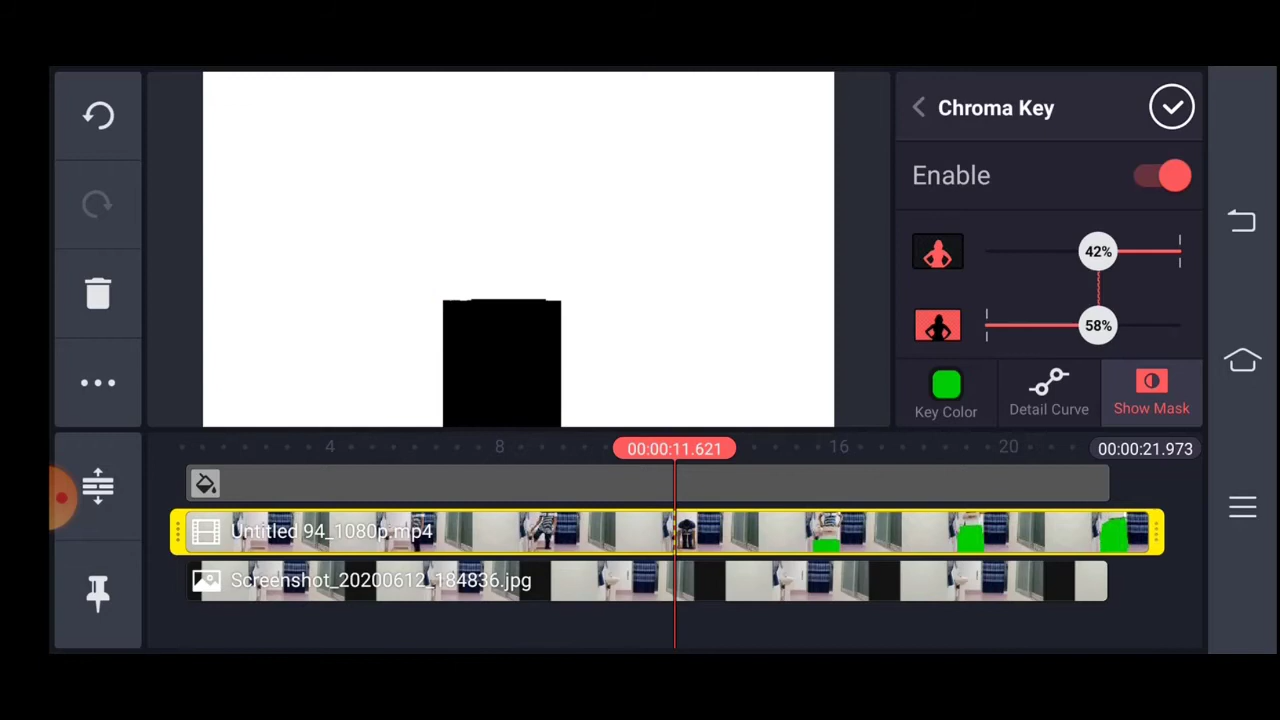 Chroma Key
Enable
42%
58%
Key Color
Detail Curve
Show Mask
4
8
00:00:11.621
16
20
00:00:21.973
Untitled 94_1080p.mp4
Screenshot_20200612_184836.jpg